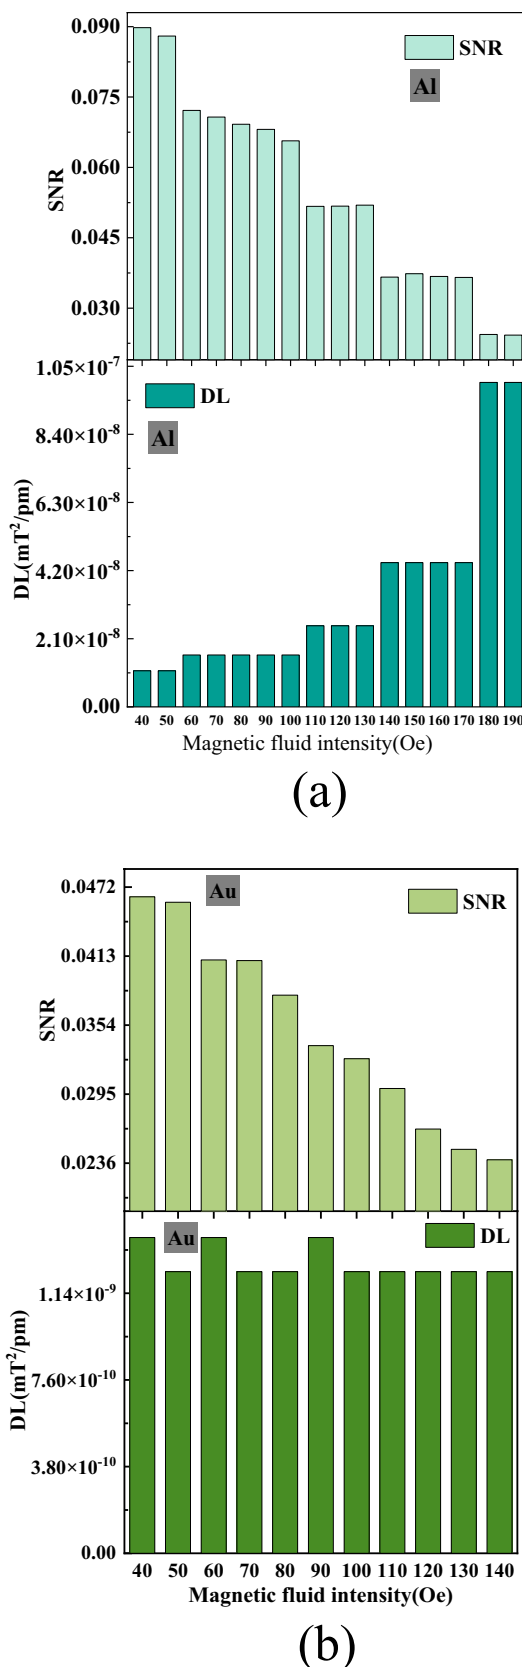 0.090
SNR
Al
0.075
0.060
SNR
0.045
0.030
1.05×10⁻⁷
DL
Al
8.40×10⁻⁸
6.30×10⁻⁸
DL(mT²/pm)
4.20×10⁻⁸
2.10×10⁻⁸
0.00
40 50 60 70 80 90 100 110 120 130 140 150 160 170 180 190
Magnetic fluid intensity(Oe)
(a)
0.0472
Au
SNR
0.0413
SNR
0.0354
0.0295
0.0236
Au
DL
1.14×10⁻⁹
DL(mT²/pm)
7.60×10⁻¹⁰
3.80×10⁻¹⁰
0.00
40 50 60 70 80 90 100 110 120 130 140
Magnetic fluid intensity(Oe)
(b)